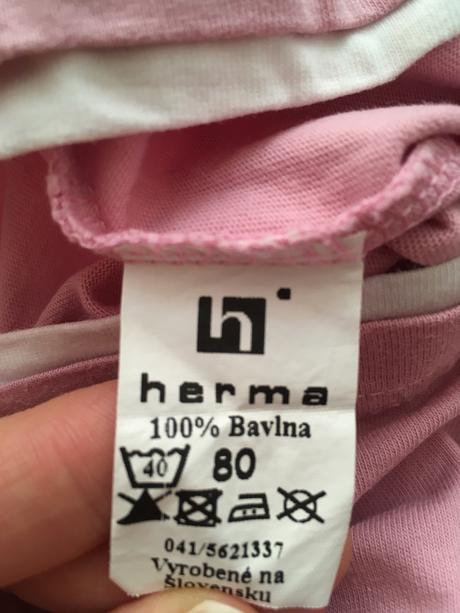 h
herma
100% Bavlna
40 80
041/5621337
Vyrobené na
Slovensku